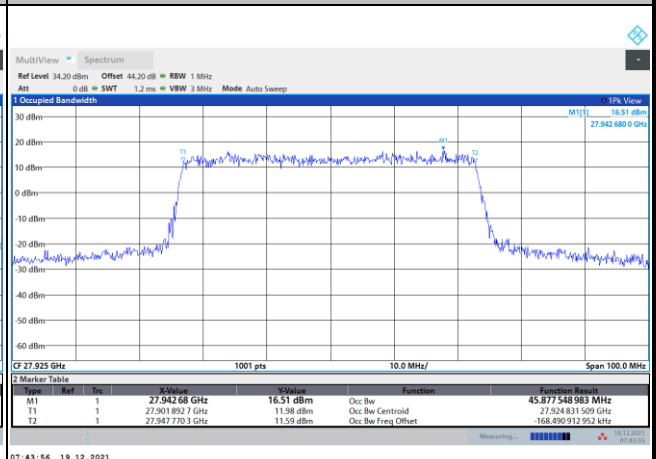 MultiView Spectrum
Ref Level 34.20 dBm Offset 44.20 dB RBW 1 MHz
Att 0 dB SWT 1.2 ms VBW 3 MHz Mode Auto Sweep
1 Occupied Bandwidth 1Pk View
M1[1] 16.51 dBm
27.942 680 0 GHz
30 dBm
20 dBm
M1
T1 T2
10 dBm
0 dBm
-10 dBm
-20 dBm
-30 dBm
-40 dBm
-50 dBm
-60 dBm
CF 27.925 GHz 1001 pts 10.0 MHz/ Span 100.0 MHz
2 Marker Table
Type Ref Trc X-Value Y-Value Function Function Result
M1 1 27.942 68 GHz 16.51 dBm Occ Bw 45.877 548 983 MHz
T1 1 27.901 892 7 GHz 11.98 dBm Occ Bw Centroid 27.924 831 509 GHz
T2 1 27.947 770 3 GHz 11.59 dBm Occ Bw Freq Offset -168.490 912 952 kHz
Measuring... 19.12.2021
07:43:55
07:43:56 19.12.2021